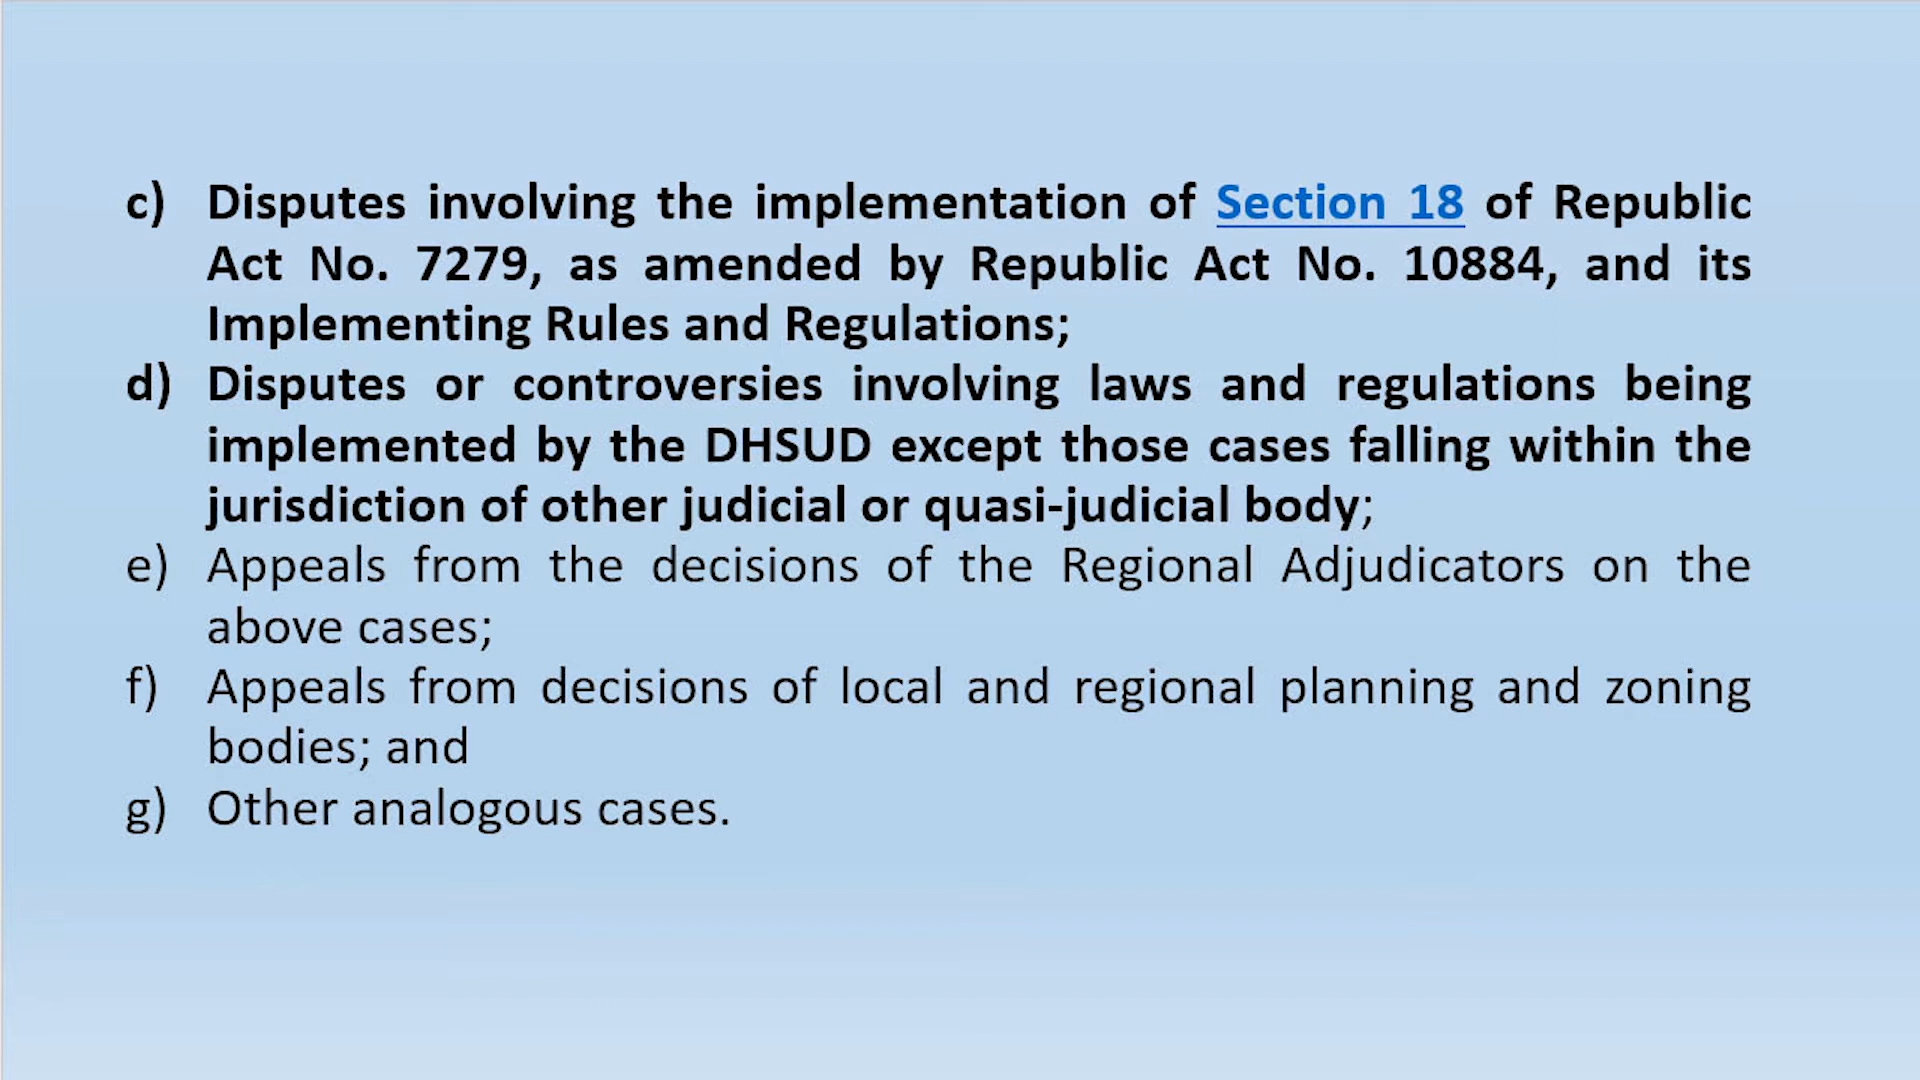 c) Disputes involving the implementation of Section 18 of Republic
Act No. 7279, as amended by Republic Act No. 10884, and its
Implementing Rules and Regulations;
d) Disputes or controversies involving laws and regulations being
implemented by the DHSUD except those cases falling within the
jurisdiction of other judicial or quasi-judicial body;
e) Appeals from the decisions of the Regional Adjudicators on the
above cases;
f) Appeals from decisions of local and regional planning and zoning
bodies; and
g) Other analogous cases.